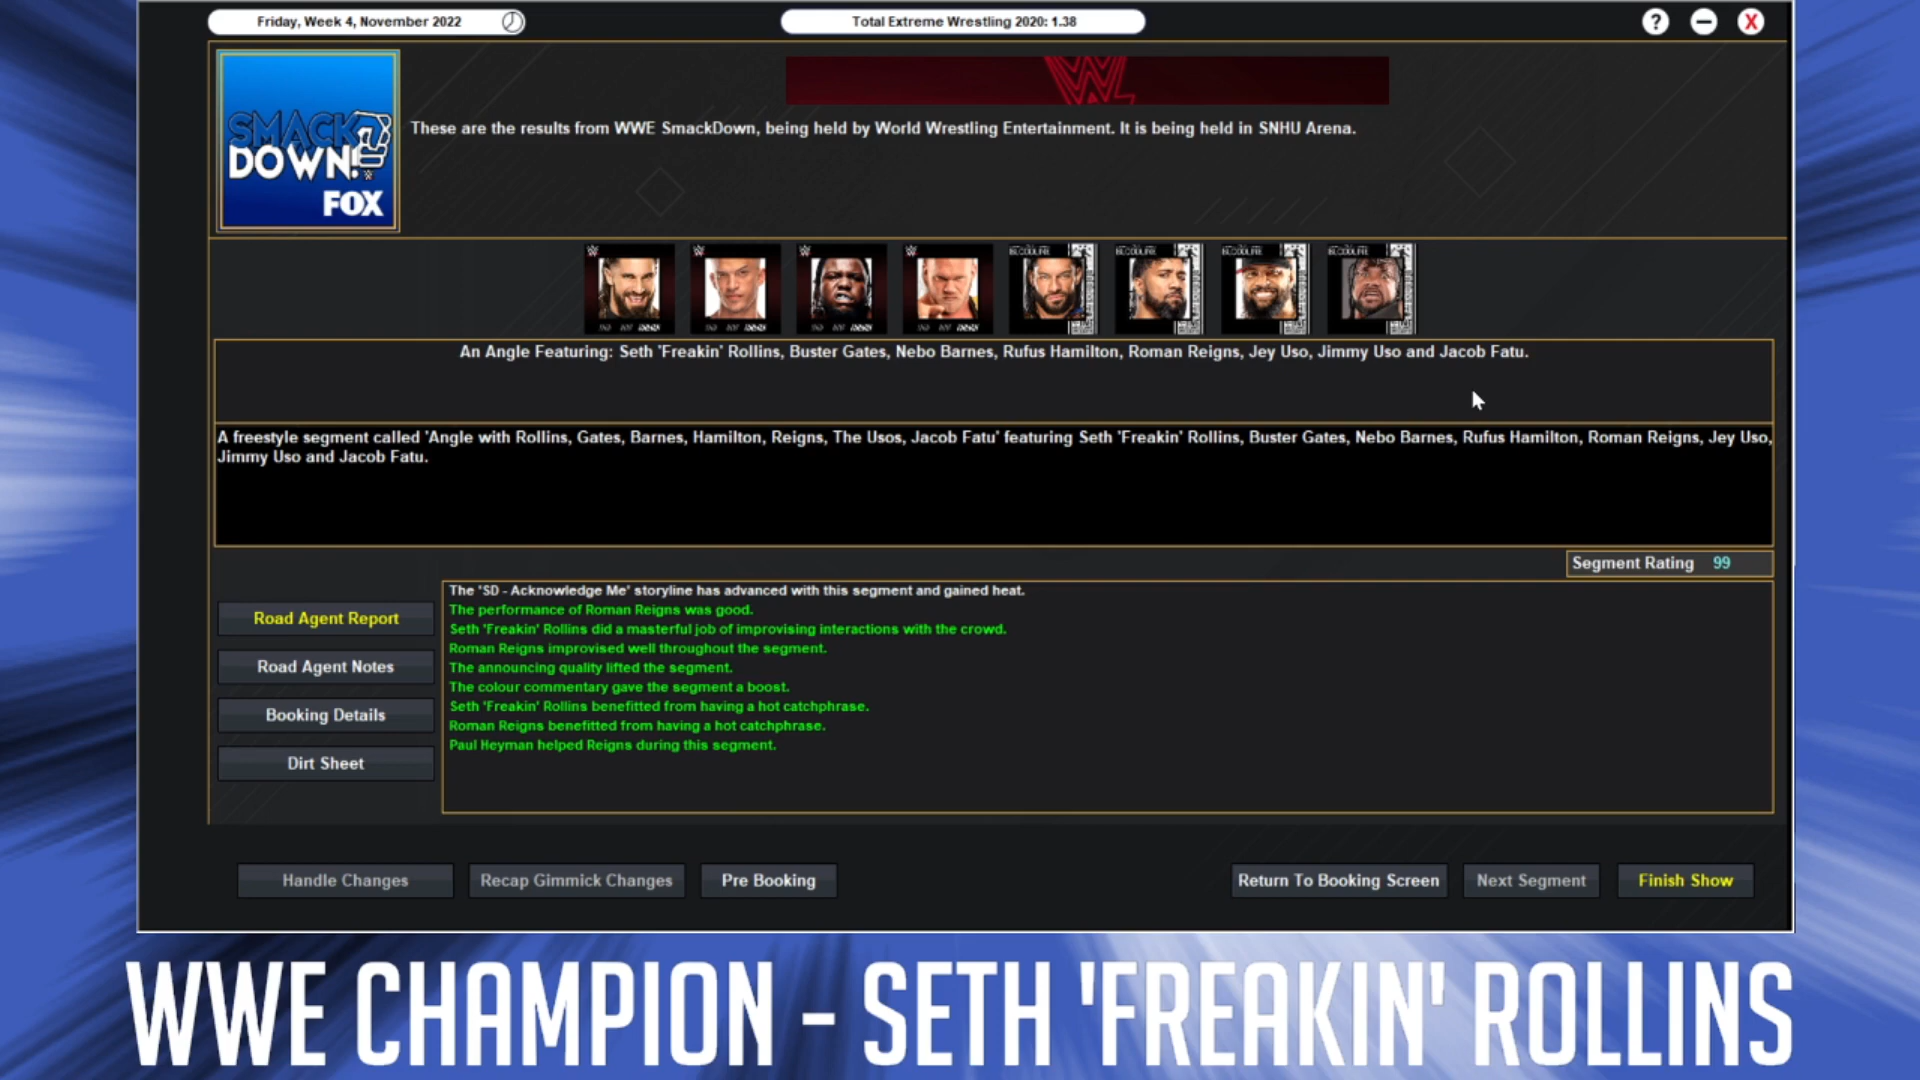 Friday, Week 4, November 2022
Total Extreme Wrestling 2020: 1.38
?
X
SMACK
DOWN!
FOX
These are the results from WWE SmackDown, being held by World Wrestling Entertainment. It is being held in SNHU Arena.
BLOODLINE BLOODLINE BLOODLINE BLOODLINE
An Angle Featuring: Seth 'Freakin' Rollins, Buster Gates, Nebo Barnes, Rufus Hamilton, Roman Reigns, Jey Uso, Jimmy Uso and Jacob Fatu.
A freestyle segment called 'Angle with Rollins, Gates, Barnes, Hamilton, Reigns, The Usos, Jacob Fatu' featuring Seth 'Freakin' Rollins, Buster Gates, Nebo Barnes, Rufus Hamilton, Roman Reigns, Jey Uso,
Jimmy Uso and Jacob Fatu.
Segment Rating 99
Road Agent Report
Road Agent Notes
Booking Details
Dirt Sheet
The 'SD - Acknowledge Me' storyline has advanced with this segment and gained heat.
The performance of Roman Reigns was good.
Seth 'Freakin' Rollins did a masterful job of improvising interactions with the crowd.
Roman Reigns improvised well throughout the segment.
The announcing quality lifted the segment.
The colour commentary gave the segment a boost.
Seth 'Freakin' Rollins benefitted from having a hot catchphrase.
Roman Reigns benefitted from having a hot catchphrase.
Paul Heyman helped Reigns during this segment.
Handle Changes
Recap Gimmick Changes
Pre Booking
Return To Booking Screen
Next Segment
Finish Show
WWE CHAMPION - SETH 'FREAKIN' ROLLINS